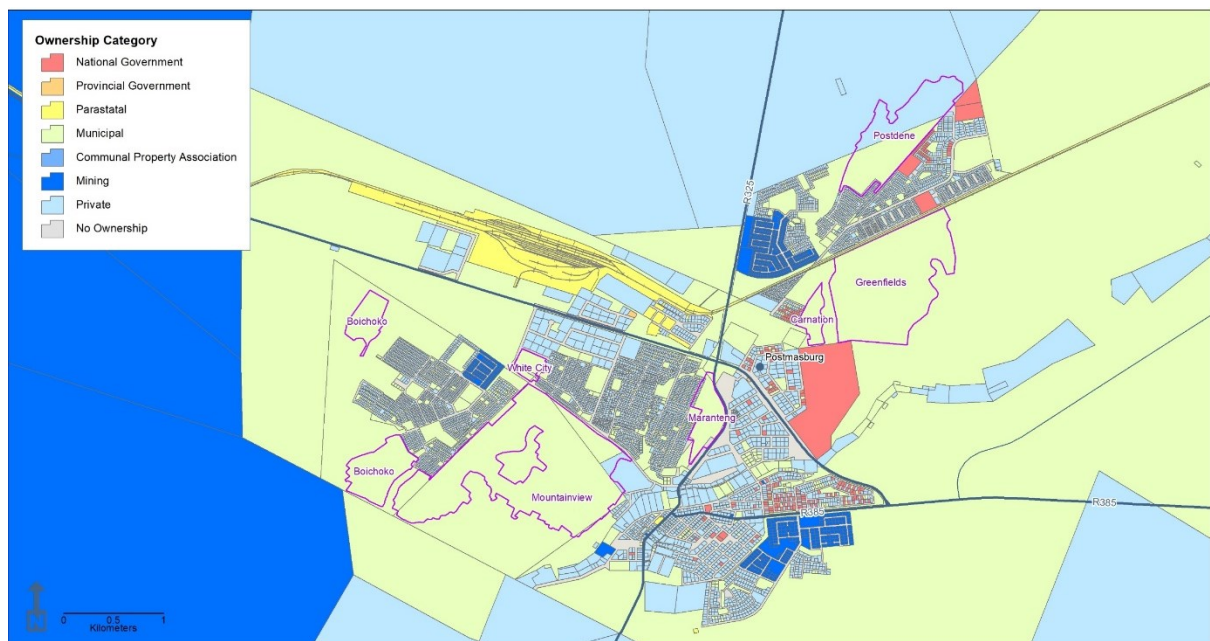 Ownership Category
National Government
Provincial Government
Parastatal
Municipal
Communal Property Association
Mining
Private
No Ownership
Postdene
R325
Greenfields
Carnation
Boichoko
Postmasburg
White City
Maranteng
Boichoko
Mountainview
R385
R385
N
0 0.5 1
Kilometers